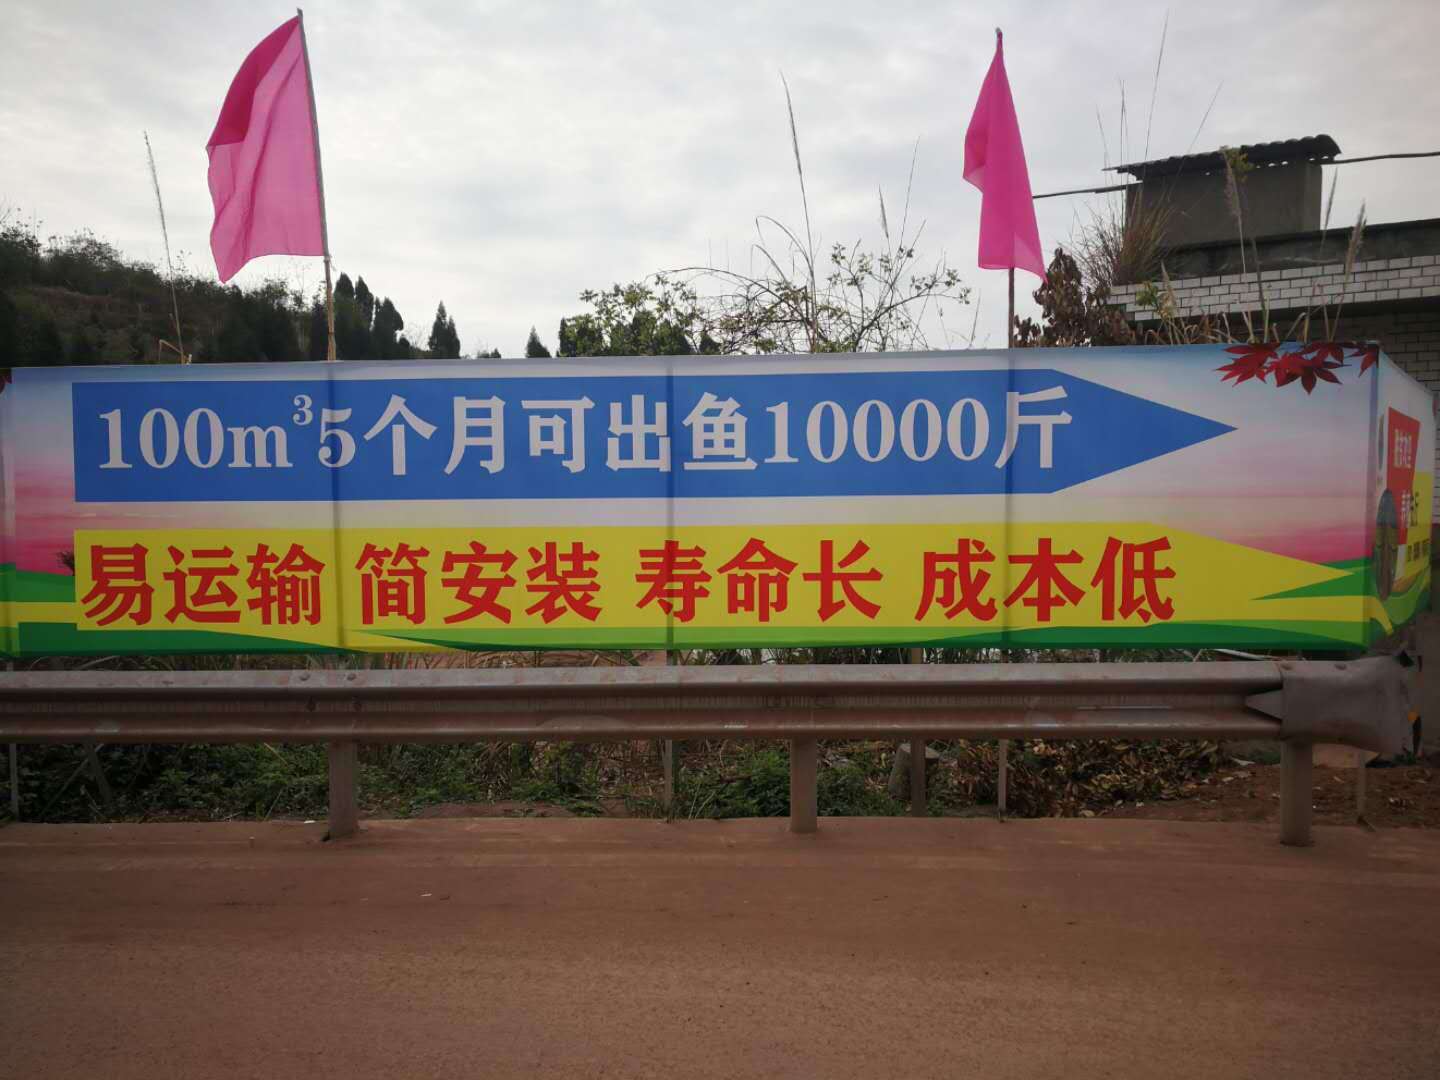 100m³5个月可出鱼10000斤
易运输 简安装 寿命长 成本低